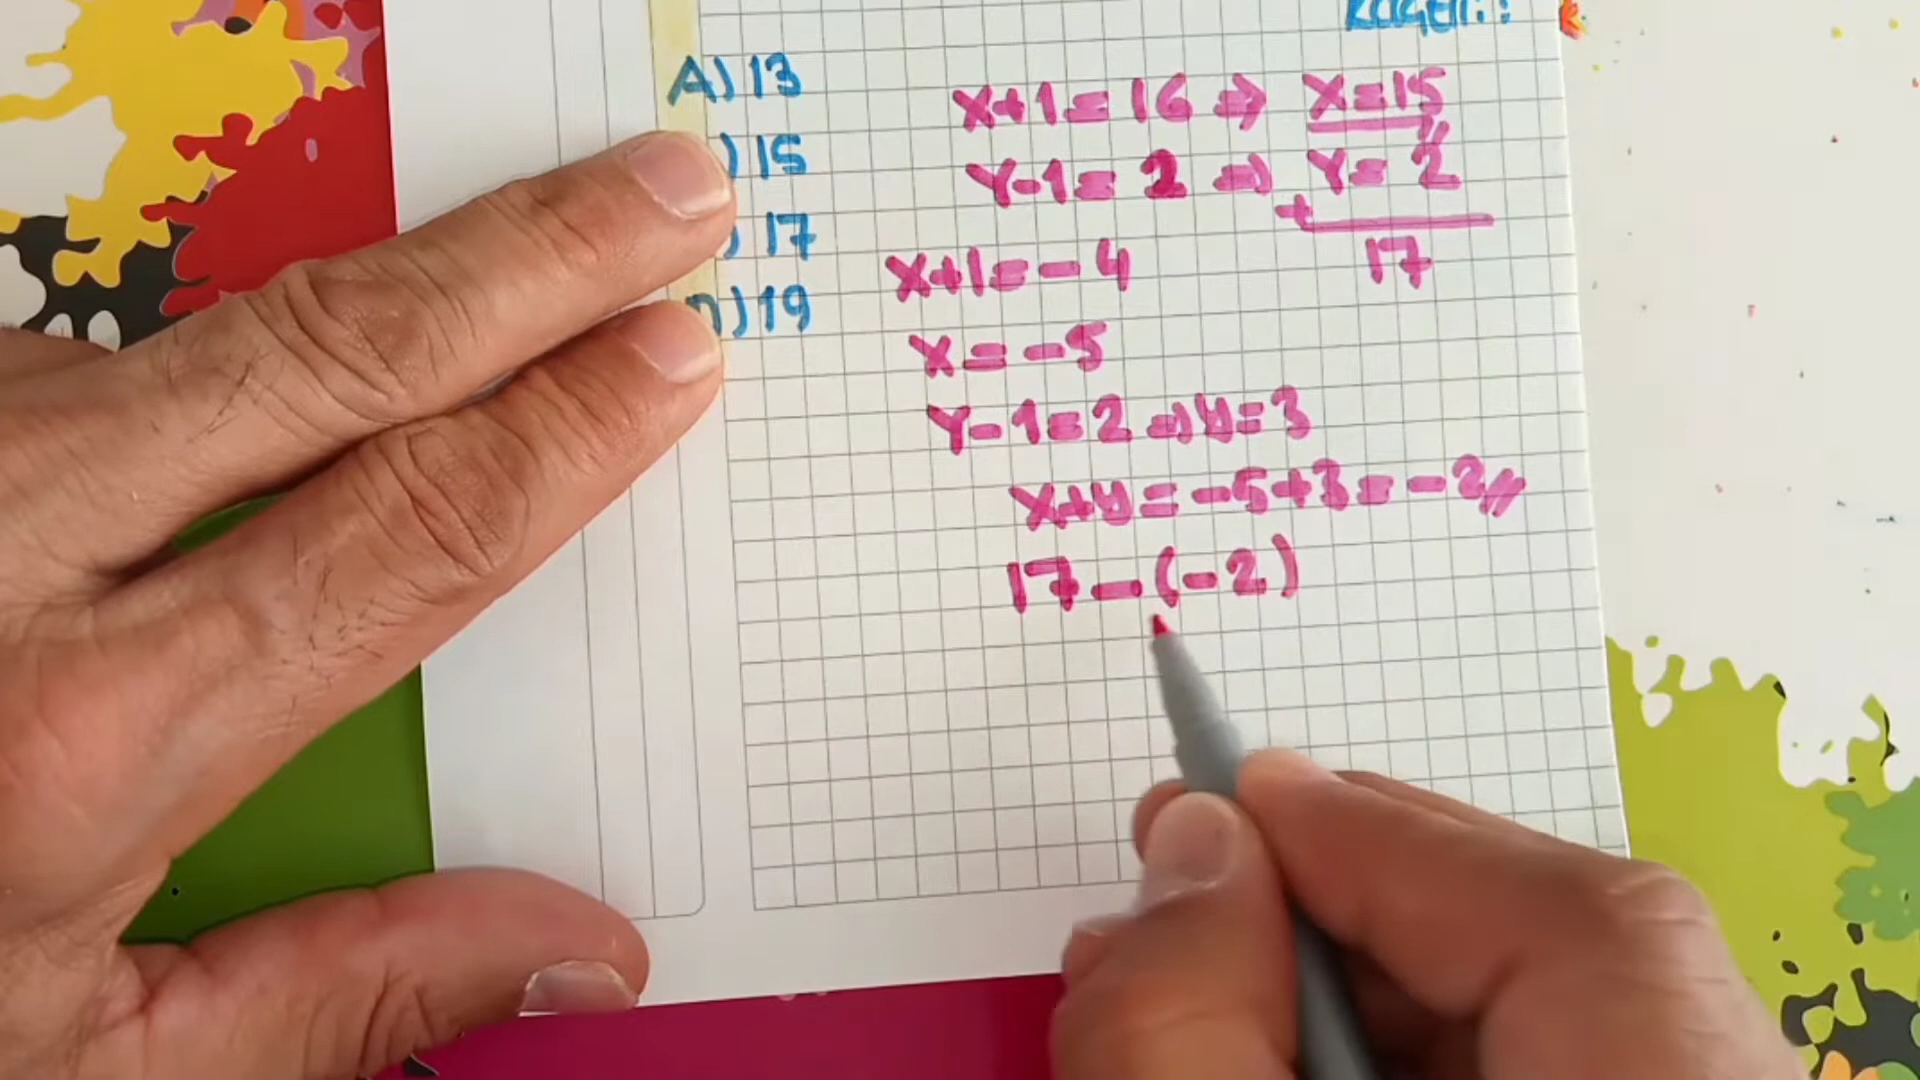 A) 13
) 15
) 17
D) 19
x+1=16⇒ x=15
y-1=2 ⇒ y=2
+
17
x+1=-4
x=-5
y-1=2⇒y=3
x+y=-5+3=-2//
17-(-2)